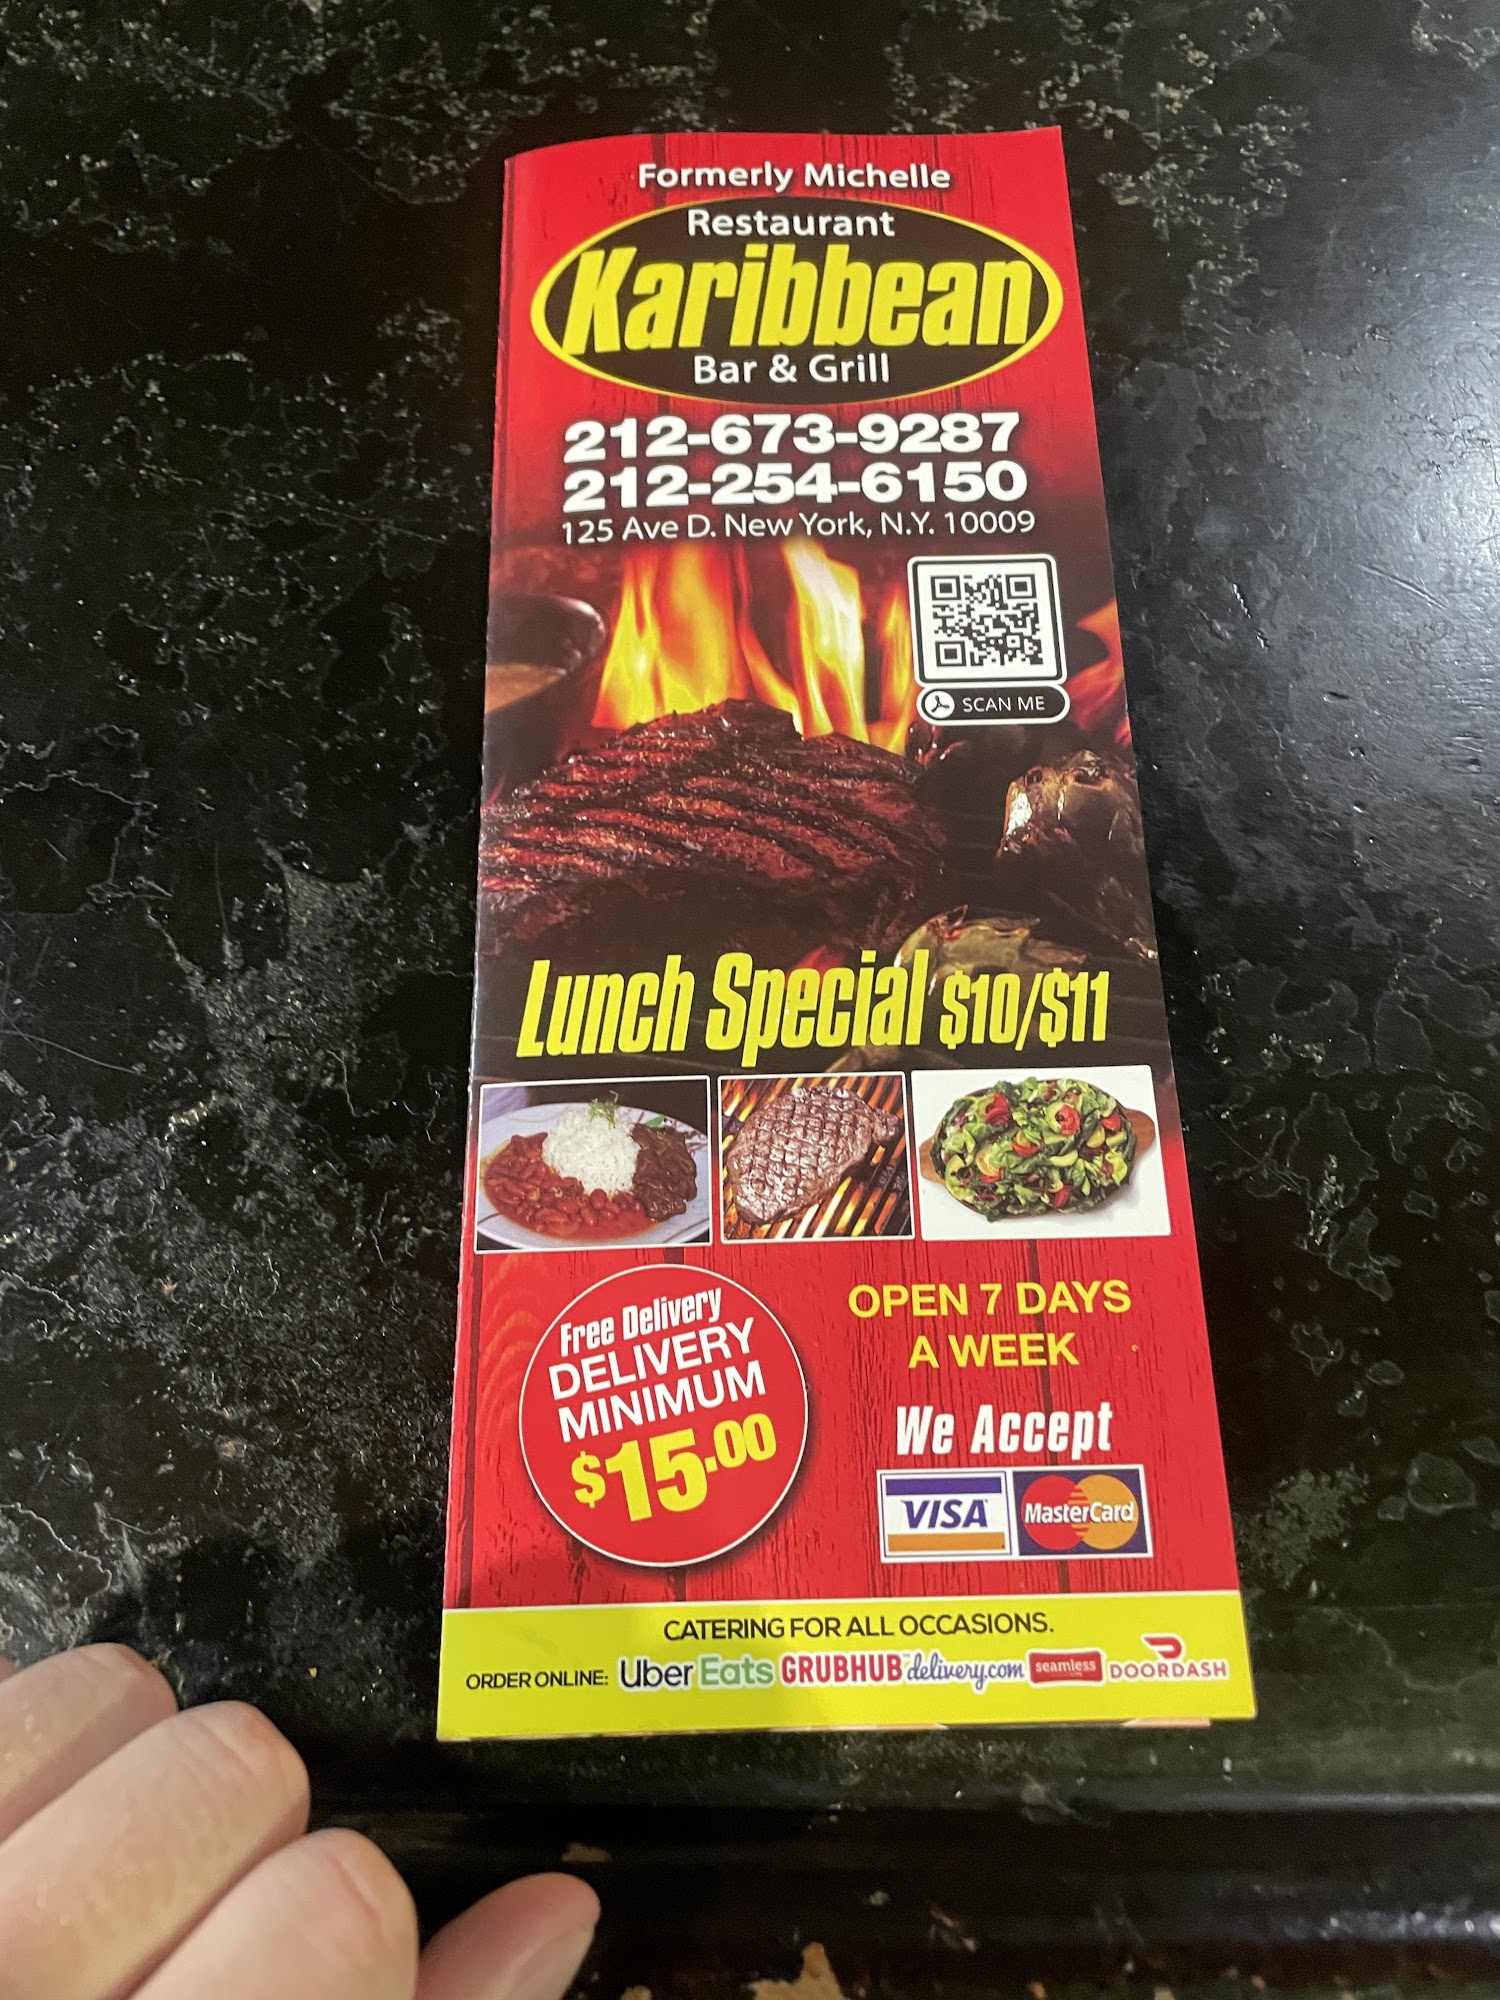 Formerly Michelle
Restaurant
Karibbean
Bar & Grill
212-673-9287
212-254-6150
125 Ave D. New York, N.Y. 10009
SCAN ME
Lunch Special $10/$11
Free Delivery
DELIVERY
MINIMUM
$15.00
OPEN 7 DAYS
A WEEK
We Accept
VISA MasterCard
CATERING FOR ALL OCCASIONS.
ORDER ONLINE: Uber Eats GRUBHUB™ delivery.com seamless DOORDASH